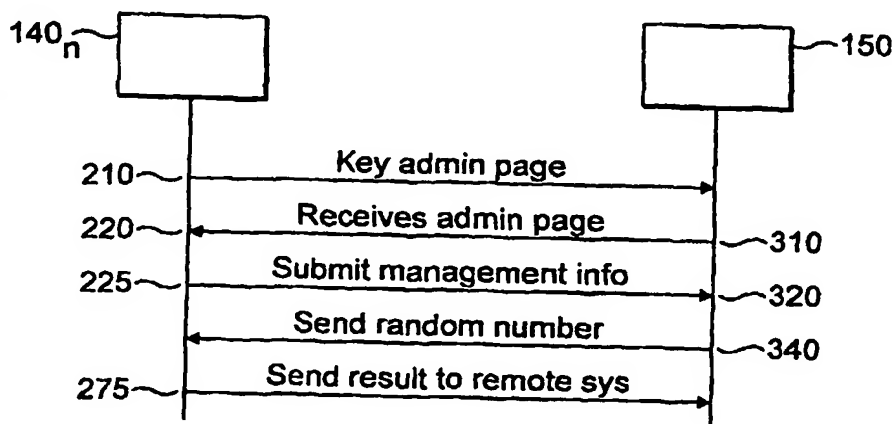 140n 150
210 Key admin page
220 Receives admin page 310
225 Submit management info 320
Send random number 340
275 Send result to remote sys